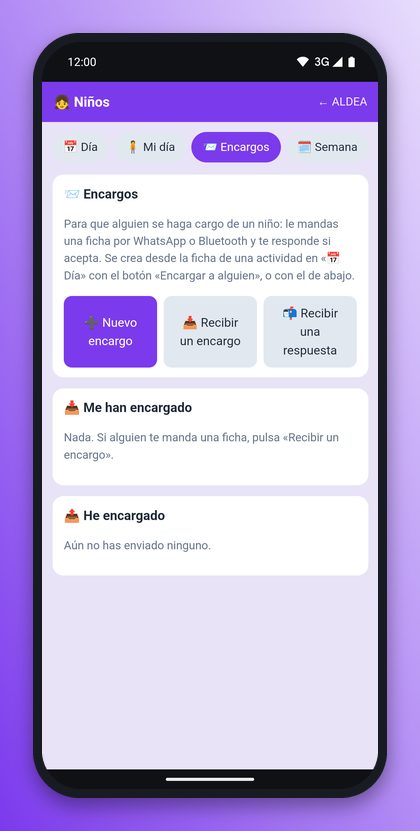 12:00
3G
👧 Niños
← ALDEA
📅 Día
🧍 Mi día
📨 Encargos
🗓️ Semana
📨 Encargos
Para que alguien se haga cargo de un niño: le mandas
una ficha por WhatsApp o Bluetooth y te responde si
acepta. Se crea desde la ficha de una actividad en «📅
Día» con el botón «Encargar a alguien», o con el de abajo.
➕ Nuevo
encargo
📥 Recibir
un encargo
📬 Recibir
una
respuesta
📥 Me han encargado
Nada. Si alguien te manda una ficha, pulsa «Recibir un
encargo».
📤 He encargado
Aún no has enviado ninguno.